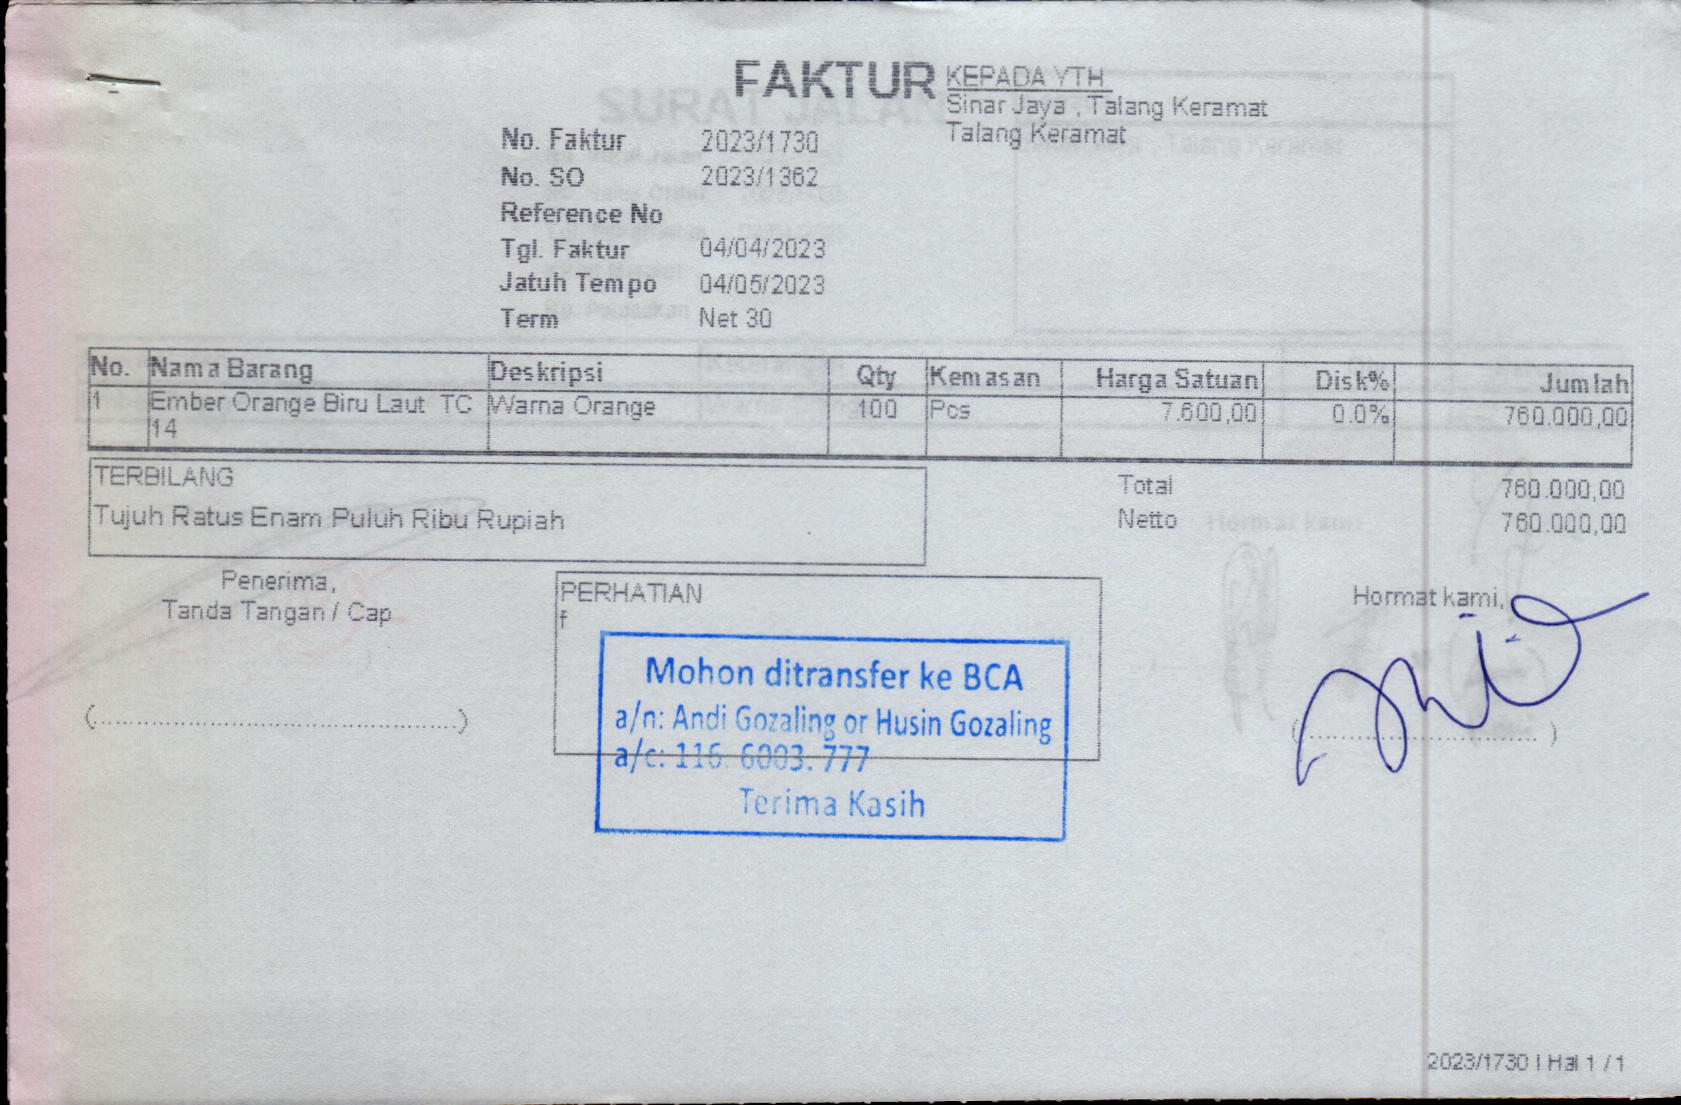 FAKTUR
KEPADA YTH
Sinar Jaya , Talang Keramat
Talang Keramat
No. Faktur 2023/1730
No. SO 2023/1362
Reference No
Tgl. Faktur 04/04/2023
Jatuh Tempo 04/05/2023
Term Net 30
No. Nama Barang Deskripsi Qty Kemasan Harga Satuan Disk% Jumlah
1 Ember Orange Biru Laut TC Warna Orange 100 Pcs 7.600,00 0.0% 760.000,00
14
TERBILANG
Tujuh Ratus Enam Puluh Ribu Rupiah
Total 760.000,00
Netto 760.000,00
Penerima,
Tanda Tangan / Cap
(..........................................................)
PERHATIAN
f
Mohon ditransfer ke BCA
a/n: Andi Gozaling or Husin Gozaling
a/c: 116. 6003. 777
Terima Kasih
Hormat kami,
(...................................... )
2023/1730 | Hal 1 / 1
SURAT JALAN